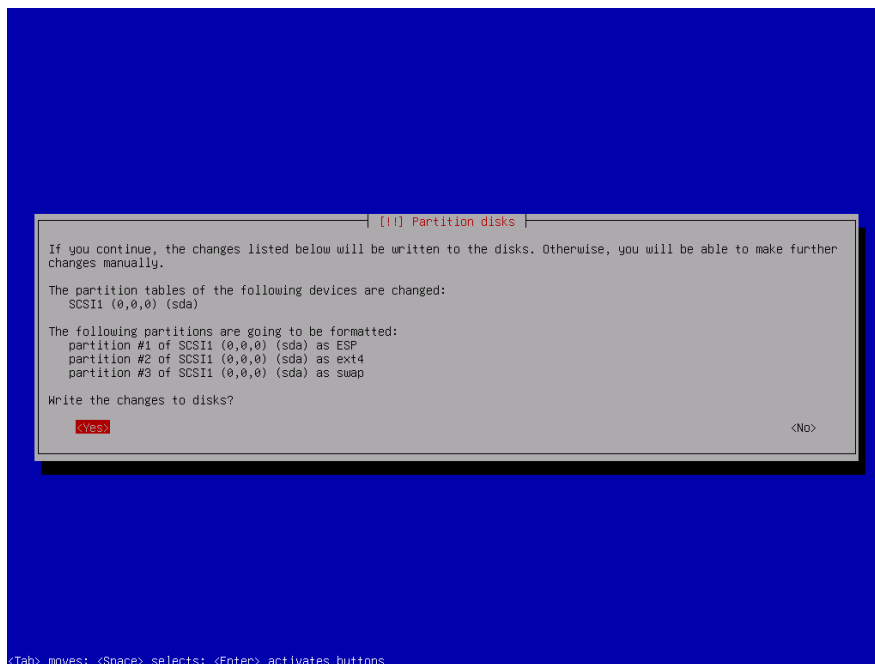 [!!] Partition disks
If you continue, the changes listed below will be written to the disks. Otherwise, you will be able to make further
changes manually.
The partition tables of the following devices are changed:
SCSI1 (0,0,0) (sda)
The following partitions are going to be formatted:
partition #1 of SCSI1 (0,0,0) (sda) as ESP
partition #2 of SCSI1 (0,0,0) (sda) as ext4
partition #3 of SCSI1 (0,0,0) (sda) as swap
Write the changes to disks?
<Yes> <No>
<Tab> moves; <Space> selects; <Enter> activates buttons